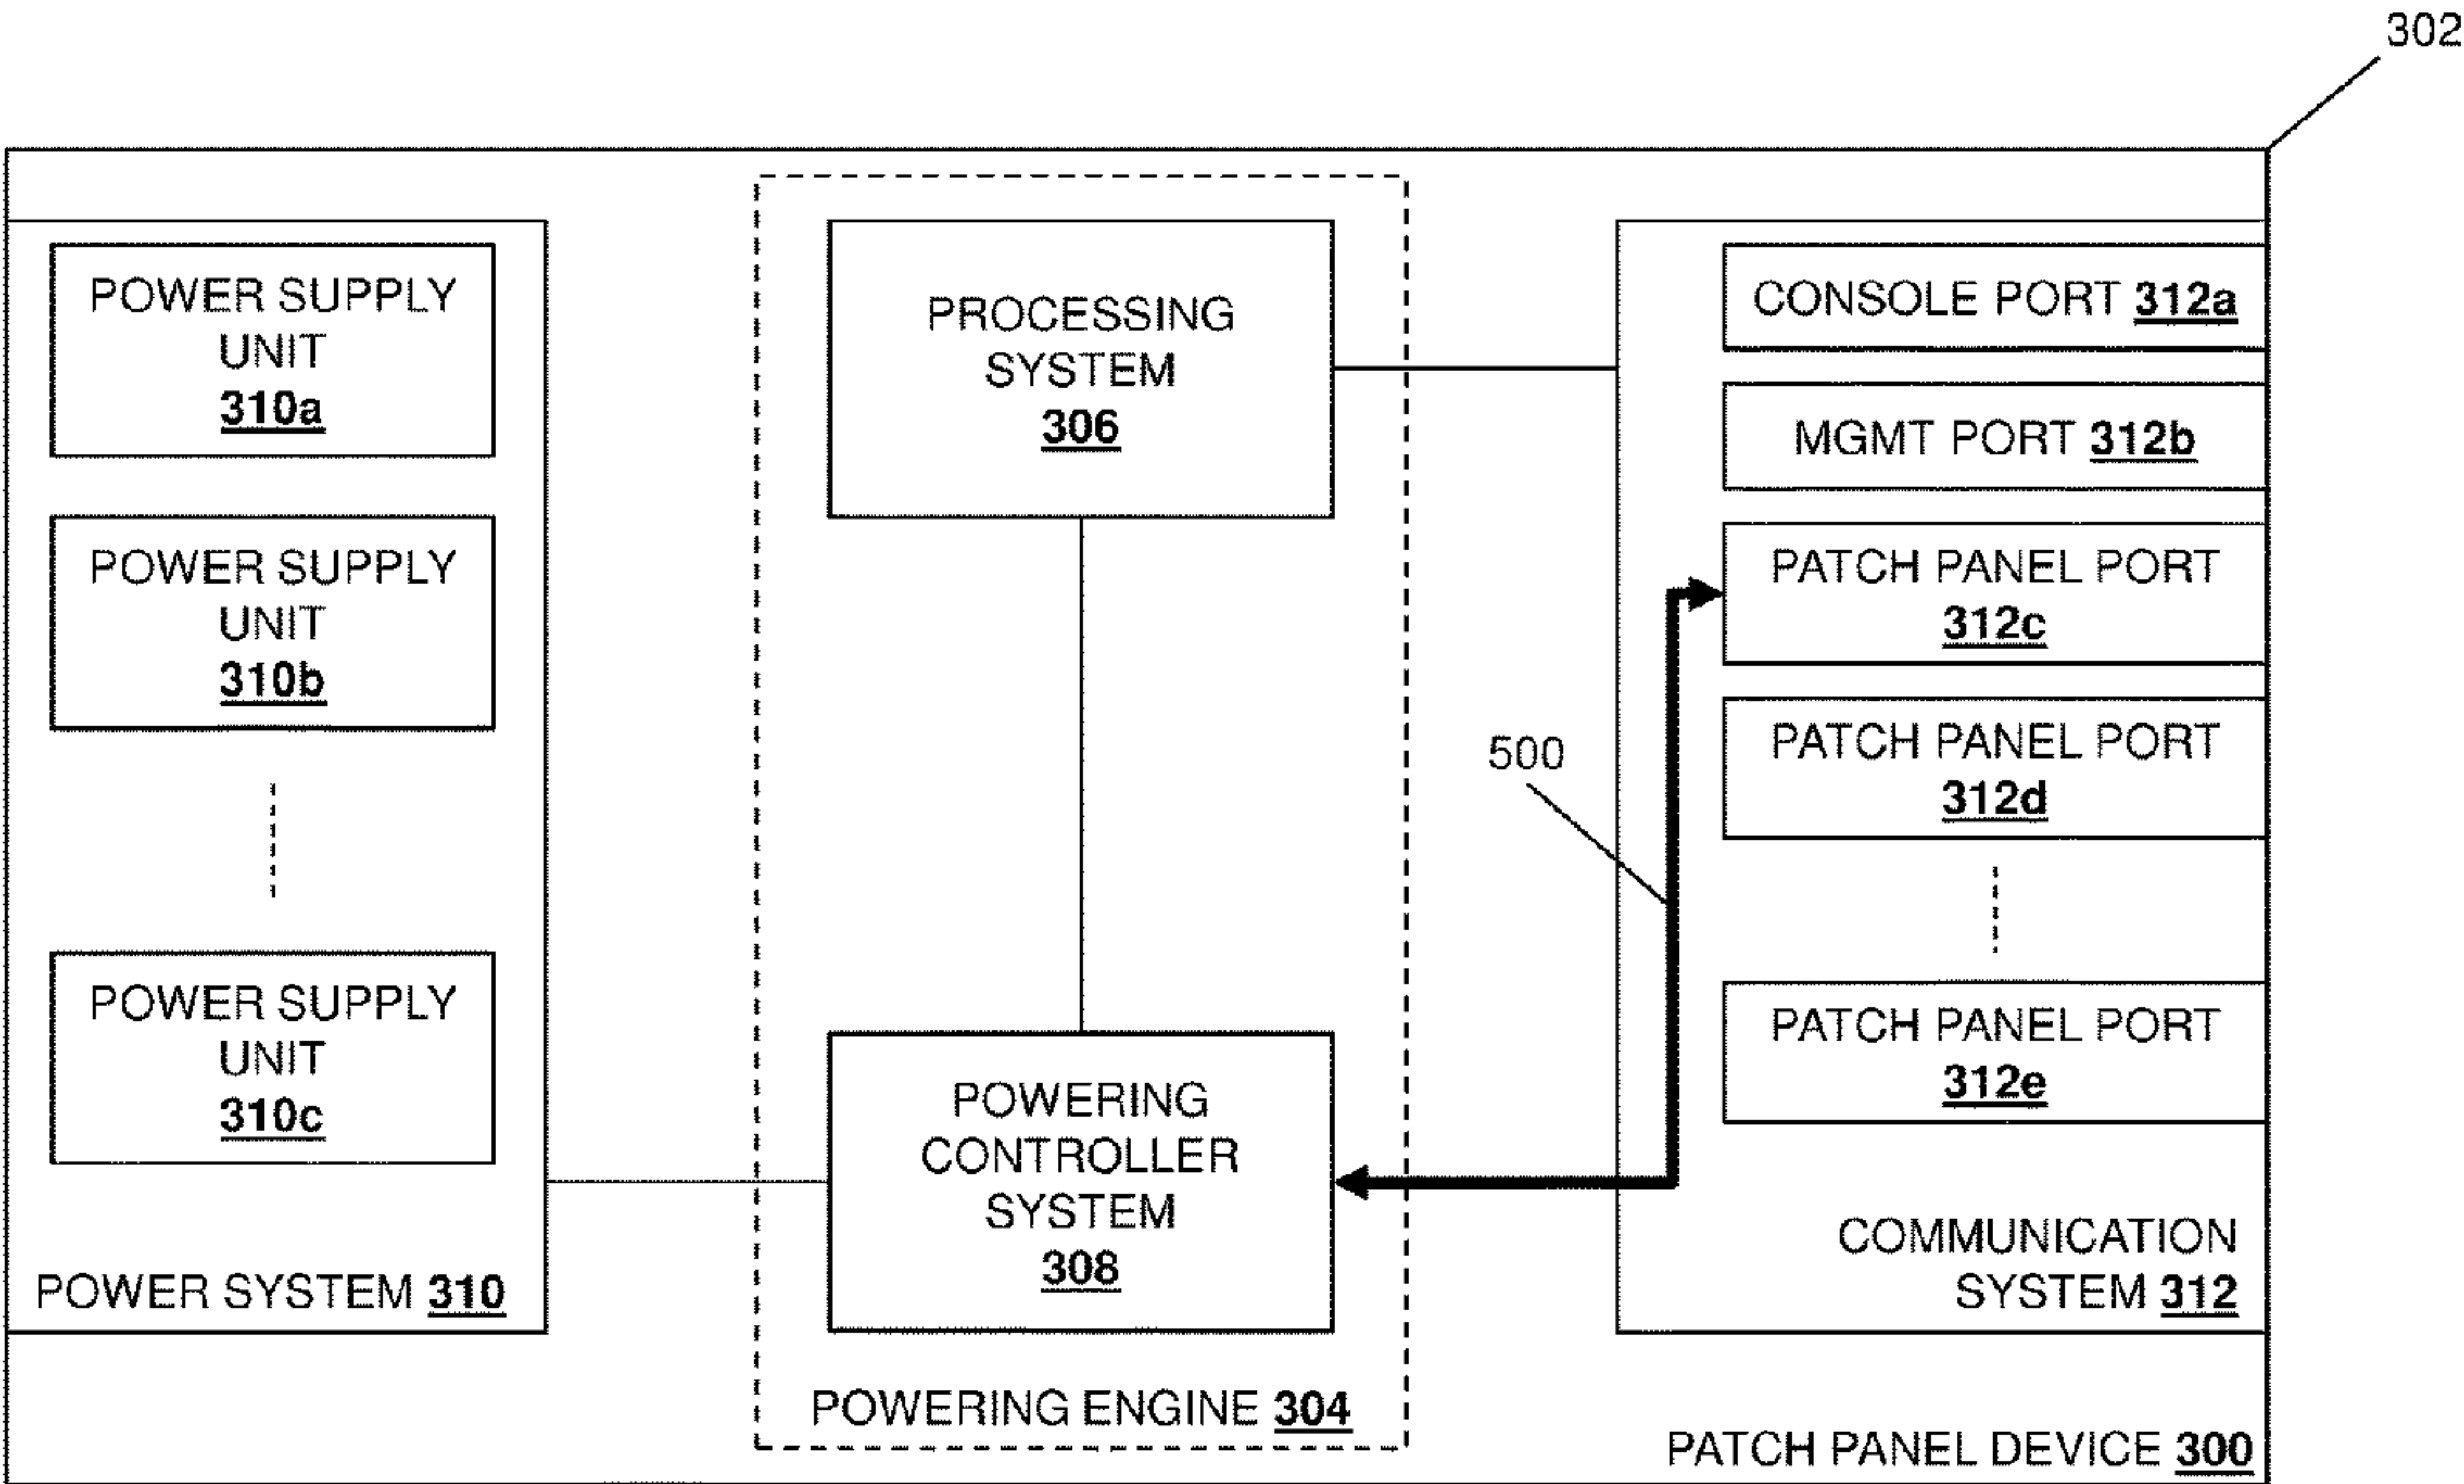 302
POWER SUPPLY
UNIT
310a
POWER SUPPLY
UNIT
310b
POWER SUPPLY
UNIT
310c
POWER SYSTEM 310
PROCESSING
SYSTEM
306
POWERING
CONTROLLER
SYSTEM
308
POWERING ENGINE 304
500
CONSOLE PORT 312a
MGMT PORT 312b
PATCH PANEL PORT
312c
PATCH PANEL PORT
312d
PATCH PANEL PORT
312e
COMMUNICATION
SYSTEM 312
PATCH PANEL DEVICE 300